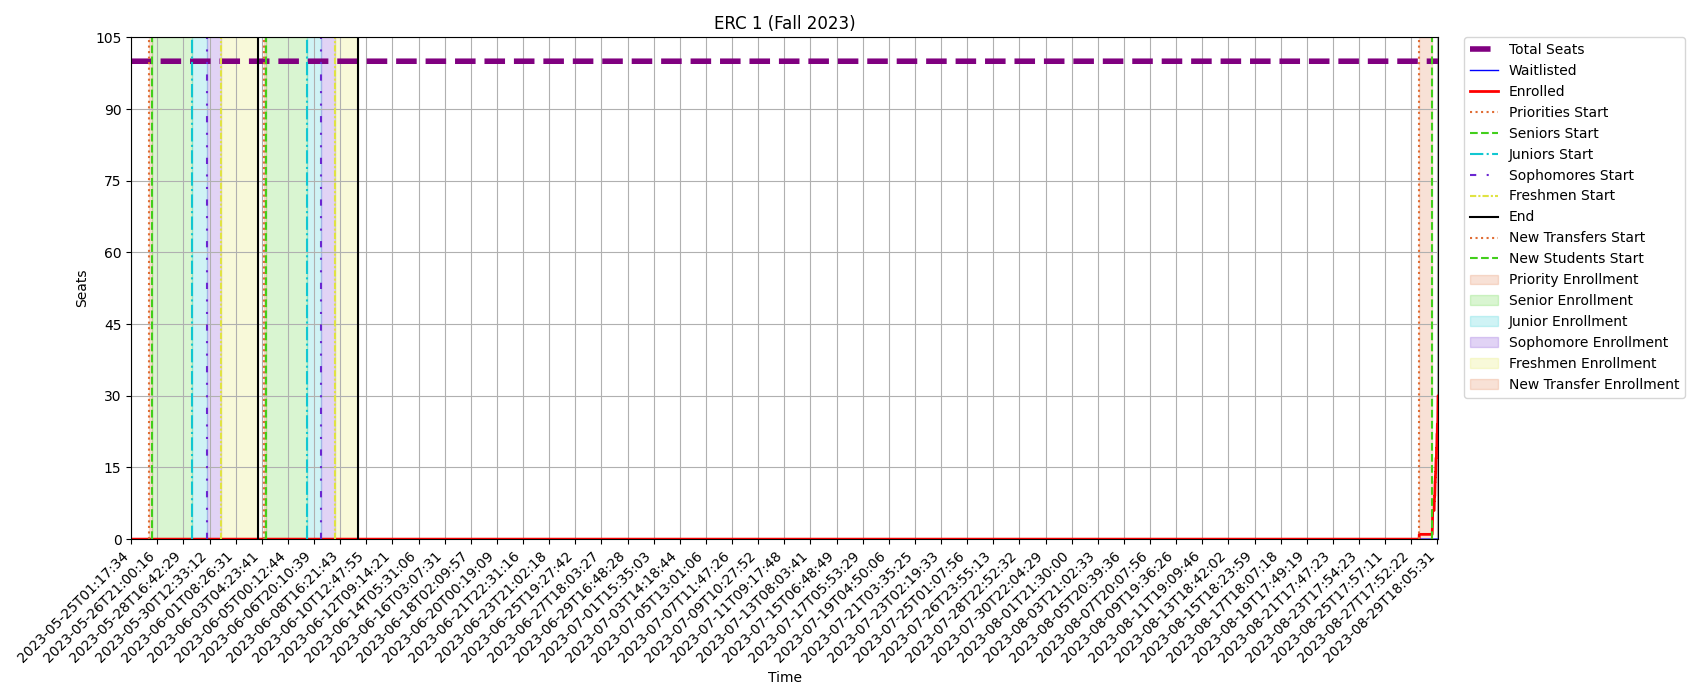 ERC 1 (Fall 2023)
105
90
75
60
45
30
15
0
Seats
2023-05-25T01:17:34
2023-05-26T21:00:16
2023-05-28T16:42:29
2023-05-30T12:33:12
2023-06-01T08:26:31
2023-06-03T04:23:41
2023-06-05T00:12:44
2023-06-06T20:10:39
2023-06-08T16:21:43
2023-06-10T12:47:55
2023-06-12T09:14:21
2023-06-14T05:31:06
2023-06-16T03:07:31
2023-06-18T02:09:57
2023-06-20T00:19:09
2023-06-21T22:31:16
2023-06-23T21:02:18
2023-06-25T19:27:42
2023-06-27T18:03:27
2023-06-29T16:48:28
2023-07-01T15:35:03
2023-07-03T14:18:44
2023-07-05T13:01:06
2023-07-07T11:47:26
2023-07-09T10:27:52
2023-07-11T09:17:48
2023-07-13T08:03:41
2023-07-15T06:48:49
2023-07-17T05:53:29
2023-07-19T04:50:06
2023-07-21T03:35:25
2023-07-23T02:19:33
2023-07-25T01:07:56
2023-07-26T23:55:13
2023-07-28T22:52:32
2023-07-30T22:04:29
2023-08-01T21:30:00
2023-08-03T21:02:33
2023-08-05T20:39:36
2023-08-07T20:07:56
2023-08-09T19:36:26
2023-08-11T19:09:46
2023-08-13T18:42:02
2023-08-15T18:23:59
2023-08-17T18:07:18
2023-08-19T17:49:19
2023-08-21T17:47:23
2023-08-23T17:54:23
2023-08-25T17:57:11
2023-08-27T17:52:22
2023-08-29T18:05:31
Time
Total Seats
Waitlisted
Enrolled
Priorities Start
Seniors Start
Juniors Start
Sophomores Start
Freshmen Start
End
New Transfers Start
New Students Start
Priority Enrollment
Senior Enrollment
Junior Enrollment
Sophomore Enrollment
Freshmen Enrollment
New Transfer Enrollment